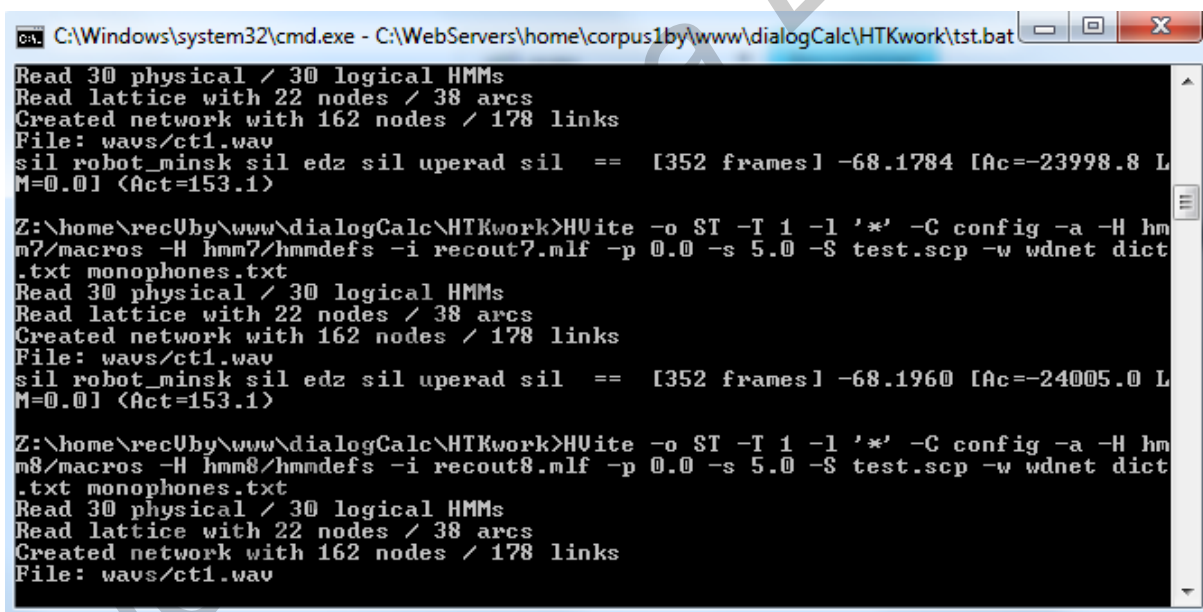 C:\Windows\system32\cmd.exe - C:\WebServers\home\corpus1by\www\dialogCalc\HTKwork\tst.bat
Read 30 physical / 30 logical HMMs
Read lattice with 22 nodes / 38 arcs
Created network with 162 nodes / 178 links
File: wavs/ct1.wav
sil robot_minsk sil edz sil uperad sil  ==  [352 frames] -68.1784 [Ac=-23998.8 L
M=0.0] (Act=153.1)
Z:\home\recVby\www\dialogCalc\HTKwork>HVite -o ST -T 1 -l '*' -C config -a -H hm
m7/macros -H hmm7/hmmdefs -i recout7.mlf -p 0.0 -s 5.0 -S test.scp -w wdnet dict
.txt monophones.txt
Read 30 physical / 30 logical HMMs
Read lattice with 22 nodes / 38 arcs
Created network with 162 nodes / 178 links
File: wavs/ct1.wav
sil robot_minsk sil edz sil uperad sil  ==  [352 frames] -68.1960 [Ac=-24005.0 L
M=0.0] (Act=153.1)
Z:\home\recVby\www\dialogCalc\HTKwork>HVite -o ST -T 1 -l '*' -C config -a -H hm
m8/macros -H hmm8/hmmdefs -i recout8.mlf -p 0.0 -s 5.0 -S test.scp -w wdnet dict
.txt monophones.txt
Read 30 physical / 30 logical HMMs
Read lattice with 22 nodes / 38 arcs
Created network with 162 nodes / 178 links
File: wavs/ct1.wav